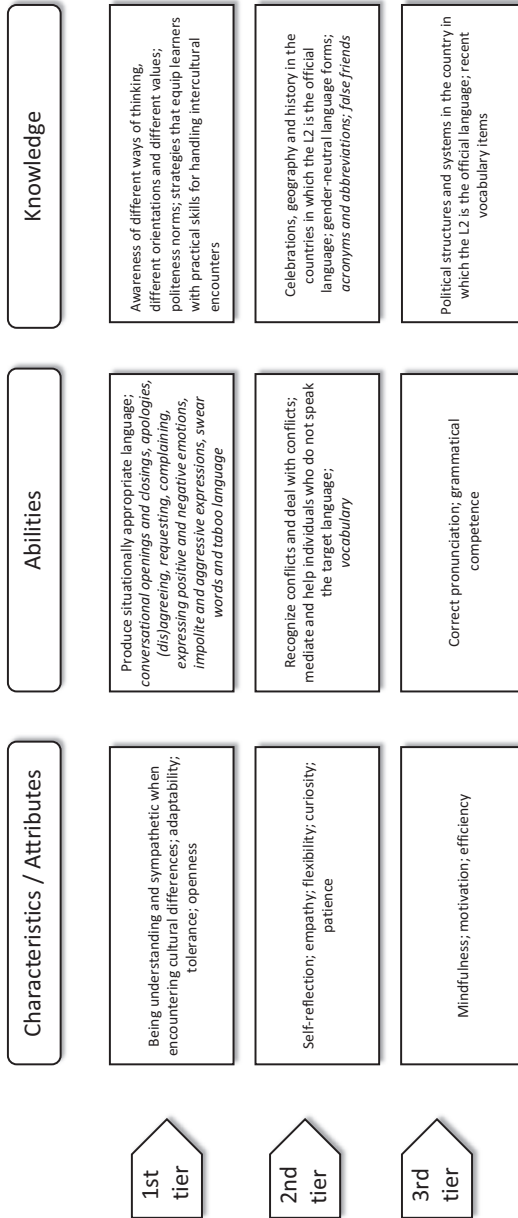 Characteristics / Attributes
Abilities
Knowledge
1st
tier
Being understanding and sympathetic when
encountering cultural differences; adaptability;
tolerance; openness
Produce situationally appropriate language;
conversational openings and closings, apologies,
(dis)agreeing, requesting, complaining,
expressing positive and negative emotions,
impolite and aggressive expressions, swear
words and taboo language
Awareness of different ways of thinking,
different orientations and different values;
politeness norms; strategies that equip learners
with practical skills for handling intercultural
encounters
2nd
tier
Self-reflection; empathy; flexibility; curiosity;
patience
Recognize conflicts and deal with conflicts;
mediate and help individuals who do not speak
the target language;
vocabulary
Celebrations, geography and history in the
countries in which the L2 is the official
language; gender-neutral language forms;
acronyms and abbreviations; false friends
3rd
tier
Mindfulness; motivation; efficiency
Correct pronunciation; grammatical
competence
Political structures and systems in the country in
which the L2 is the official language; recent
vocabulary items